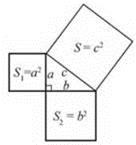 S = c²
S₁=a²
a
c
b
S₂ = b²